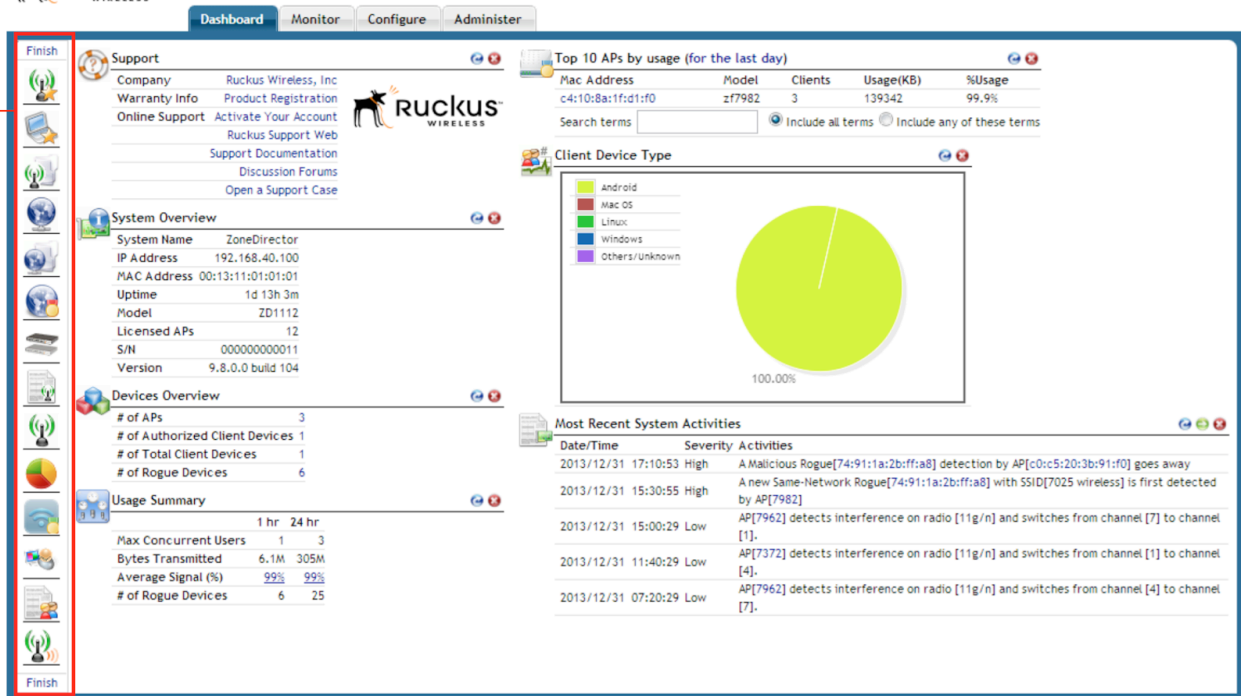 Dashboard Monitor Configure Administer
Finish
Support
Company Ruckus Wireless, Inc
Warranty Info Product Registration
Online Support Activate Your Account
Ruckus Support Web
Support Documentation
Discussion Forums
Open a Support Case
RUCKUS
WIRELESS
System Overview
System Name ZoneDirector
IP Address 192.168.40.100
MAC Address 00:13:11:01:01:01
Uptime 1d 13h 3m
Model ZD1112
Licensed APs 12
S/N 000000000011
Version 9.8.0.0 build 104
Devices Overview
# of APs 3
# of Authorized Client Devices 1
# of Total Client Devices 1
# of Rogue Devices 6
Usage Summary
1 hr 24 hr
Max Concurrent Users 1 3
Bytes Transmitted 6.1M 305M
Average Signal (%) 99% 99%
# of Rogue Devices 6 25
Finish
Top 10 APs by usage (for the last day)
Mac Address Model Clients Usage(KB) %Usage
c4:10:8a:1f:d1:f0 zf7982 3 139342 99.9%
Search terms Include all terms Include any of these terms
Client Device Type
Android
Mac OS
Linux
Windows
Others/Unknown
100.00%
Most Recent System Activities
Date/Time Severity Activities
2013/12/31 17:10:53 High A Malicious Rogue[74:91:1a:2b:ff:a8] detection by AP[c0:c5:20:3b:91:f0] goes away
2013/12/31 15:30:55 High A new Same-Network Rogue[74:91:1a:2b:ff:a8] with SSID[7025 wireless] is first detected
by AP[7982]
2013/12/31 15:00:29 Low AP[7962] detects interference on radio [11g/n] and switches from channel [7] to channel
[1].
2013/12/31 11:40:29 Low AP[7372] detects interference on radio [11g/n] and switches from channel [1] to channel
[4].
2013/12/31 07:20:29 Low AP[7962] detects interference on radio [11g/n] and switches from channel [4] to channel
[7].